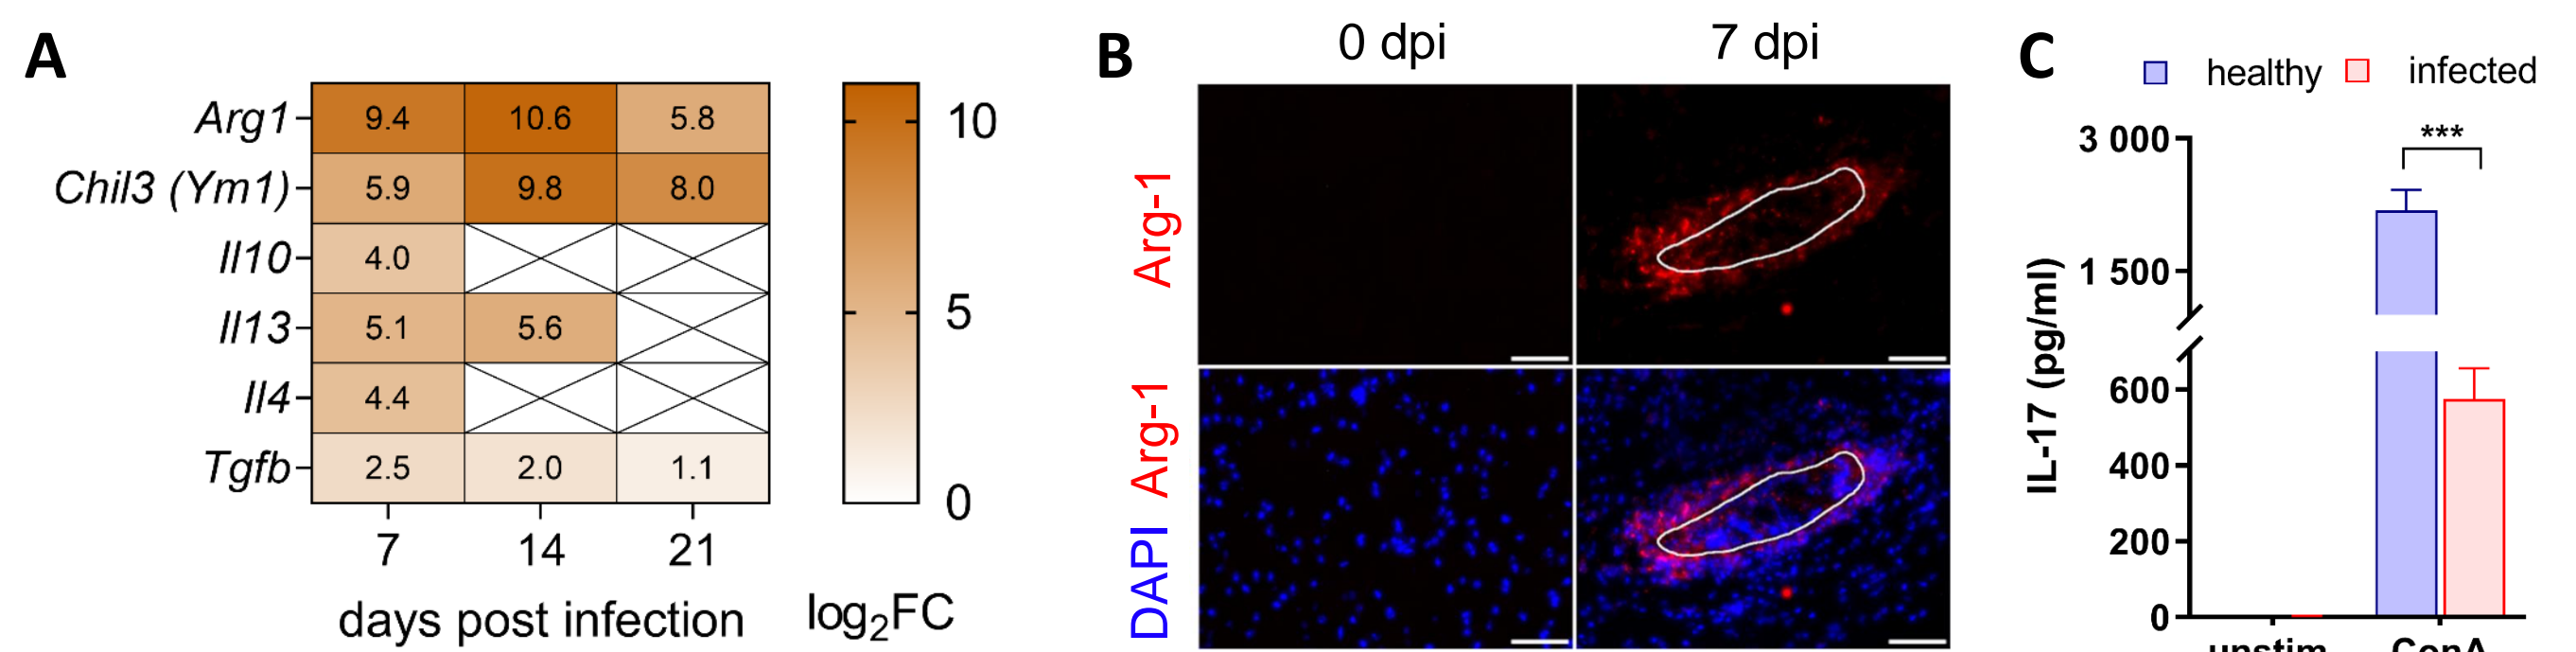 A
Arg1
9.4
10.6
5.8
Chil3 (Ym1)
5.9
9.8
8.0
Il10
4.0
Il13
5.1
5.6
Il4
4.4
Tgfb
2.5
2.0
1.1
7
14
21
days post infection
10
5
0
log2FC
B
0 dpi
7 dpi
Arg-1
DAPI Arg-1
C
healthy
infected
***
IL-17 (pg/ml)
3 000
1 500
600
400
200
0
unstim
ConA